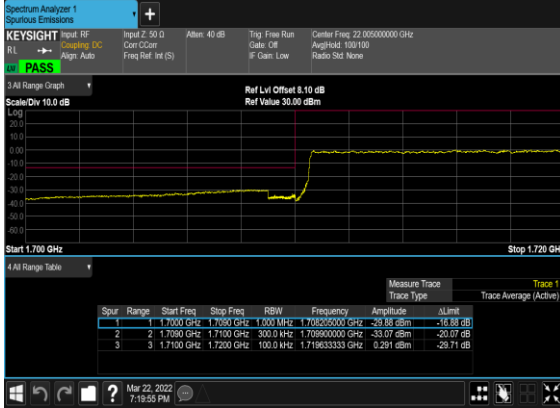 Spectrum Analyzer 1
Spurious Emissions
+
KEYSIGHT Input: RF Input Z: 50 Ω Atten: 40 dB Trig: Free Run Center Freq: 22.005000000 GHz
RL Coupling: DC Corr CCorr Gate: Off Avg|Hold: 100/100
Align: Auto Freq Ref: Int (S) IF Gain: Low Radio Std: None
LXI PASS
3 All Range Graph Ref Lvl Offset 8.10 dB
Scale/Div 10.0 dB Ref Value 30.00 dBm
Log
20.0
10.0
0.00
-10.0
-20.0
-30.0
-40.0
-50.0
-60.0
Start 1.700 GHz Stop 1.720 GH
4 All Range Table
Measure Trace Trace 1
Trace Type Trace Average (Active)
Spur Range Start Freq Stop Freq RBW Frequency Amplitude ΔLimit
1 1 1.7000 GHz 1.7090 GHz 1.000 MHz 1.708205000 GHz -29.88 dBm -16.88 dB
2 2 1.7090 GHz 1.7100 GHz 300.0 kHz 1.709900000 GHz -33.07 dBm -20.07 dB
3 3 1.7100 GHz 1.7200 GHz 100.0 kHz 1.719633333 GHz 0.291 dBm -29.71 dB
? Mar 22, 2022
7:19:55 PM